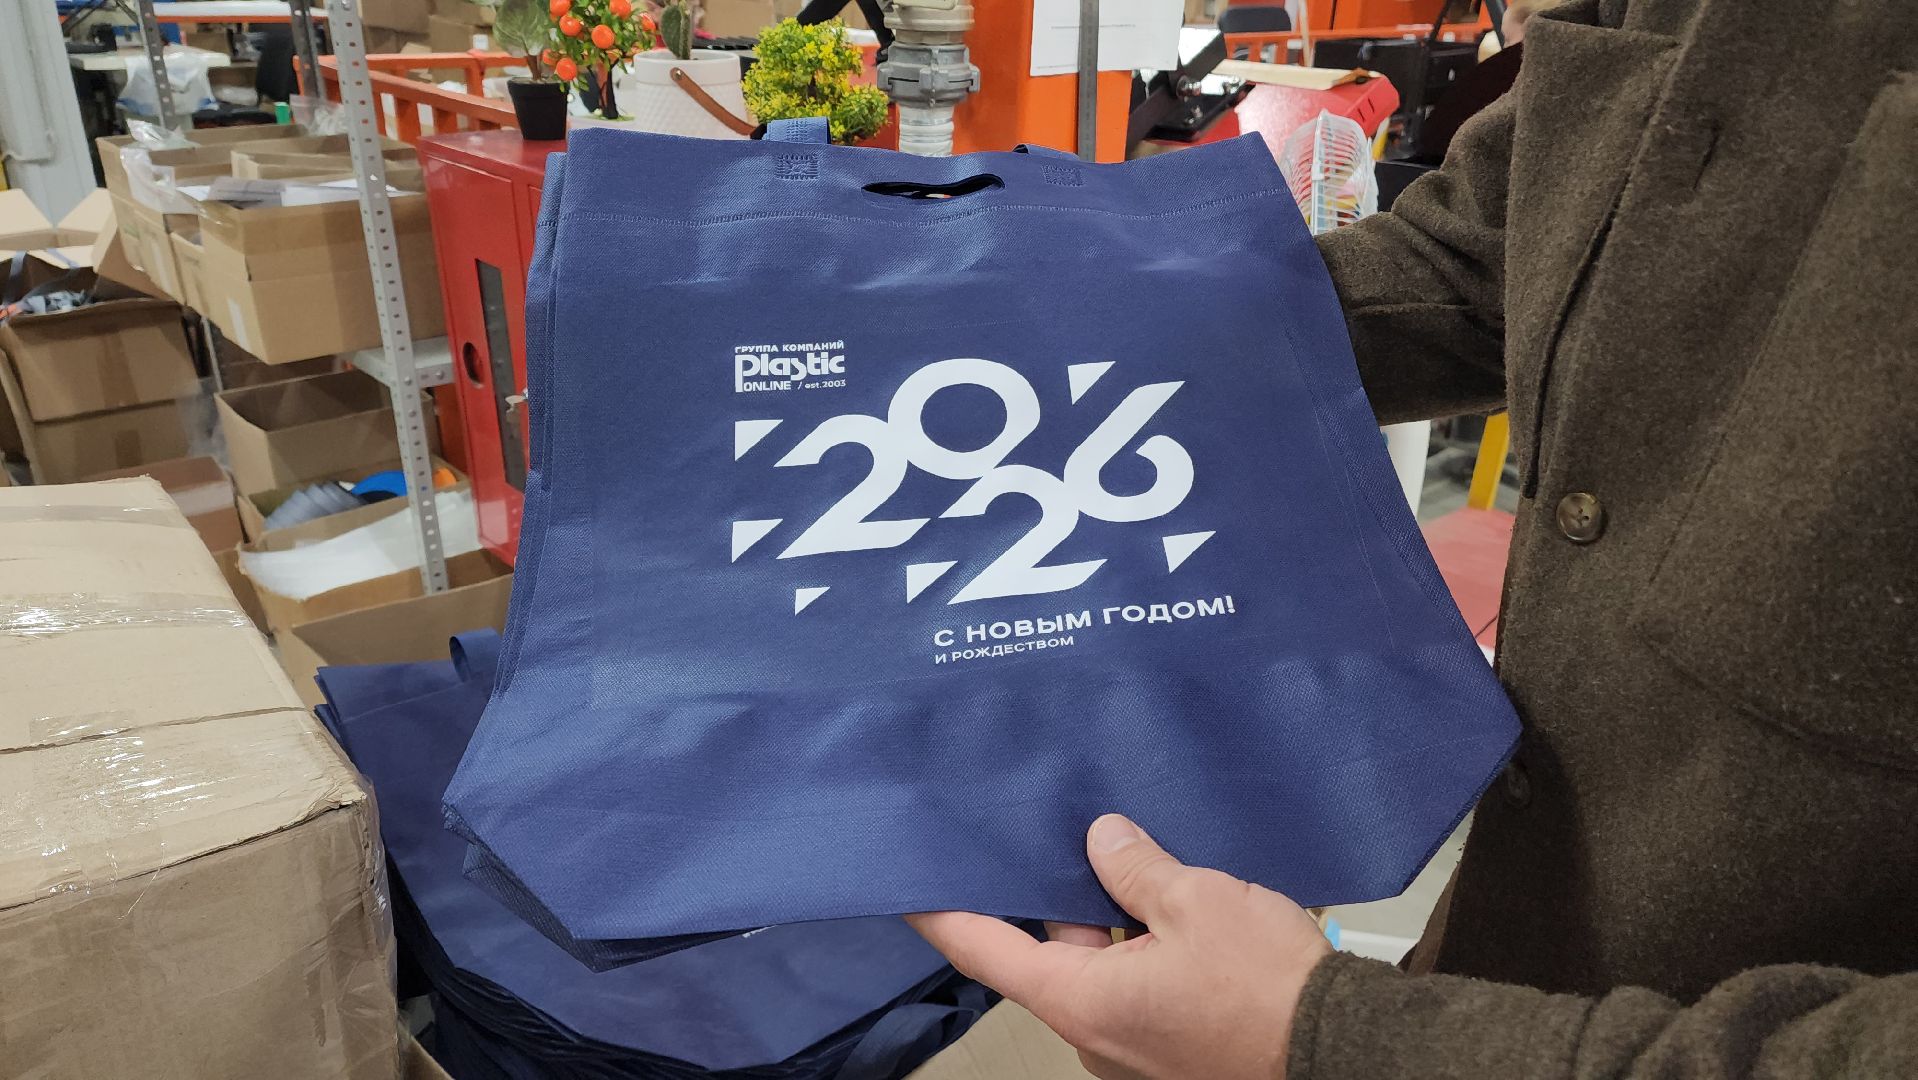 ГРУППА КОМПАНИЙ
Plastic
ONLINE / est.2003
2026
С НОВЫМ ГОДОМ!
И РОЖДЕСТВОМ